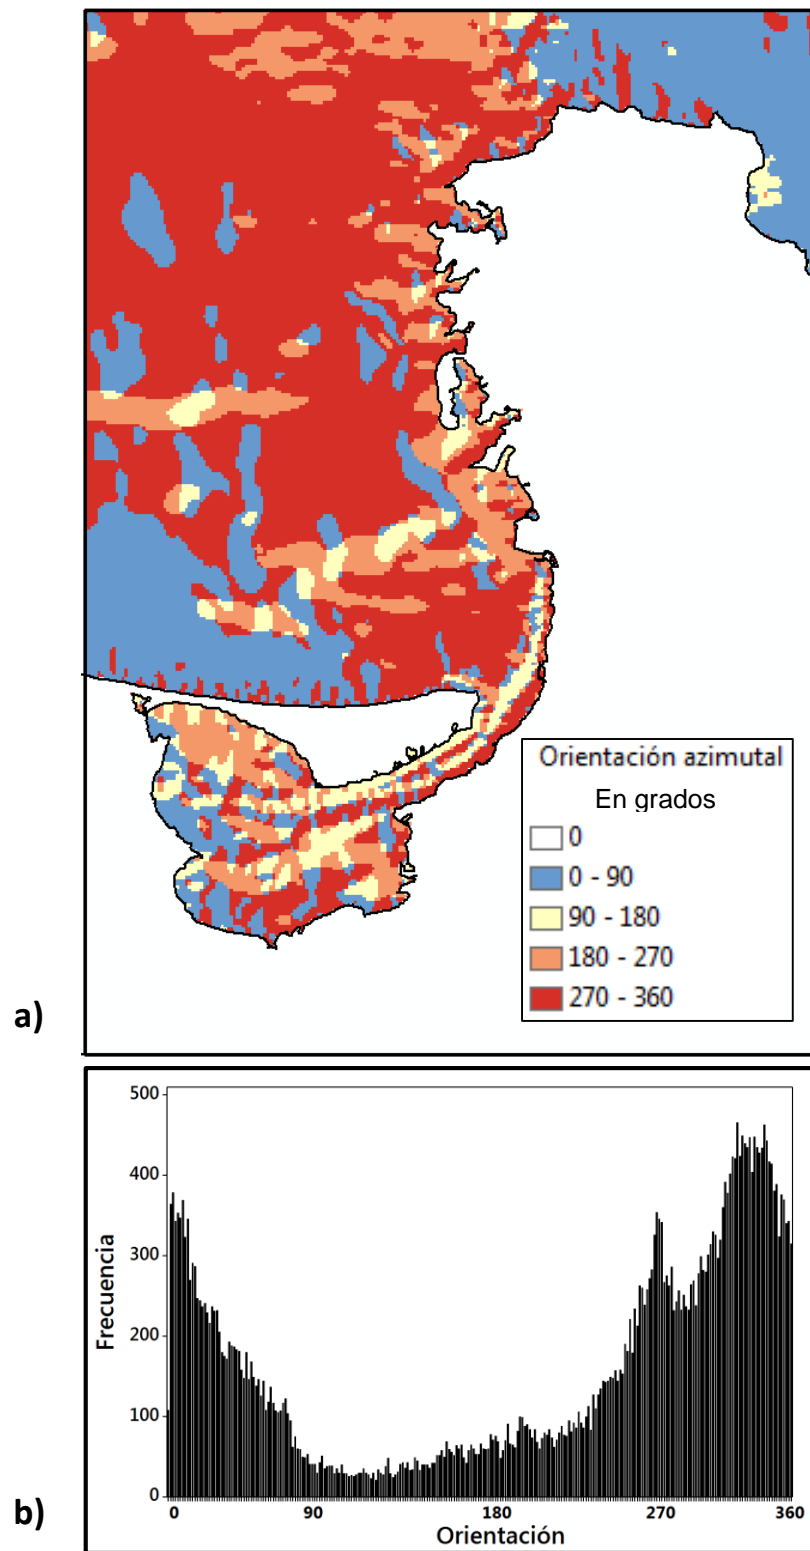 Orientación azimutal
En grados
0
0 - 90
90 - 180
180 - 270
270 - 360
a)
500
400
300
200
100
0
Frecuencia
0 90 180 270 360
Orientación
b)